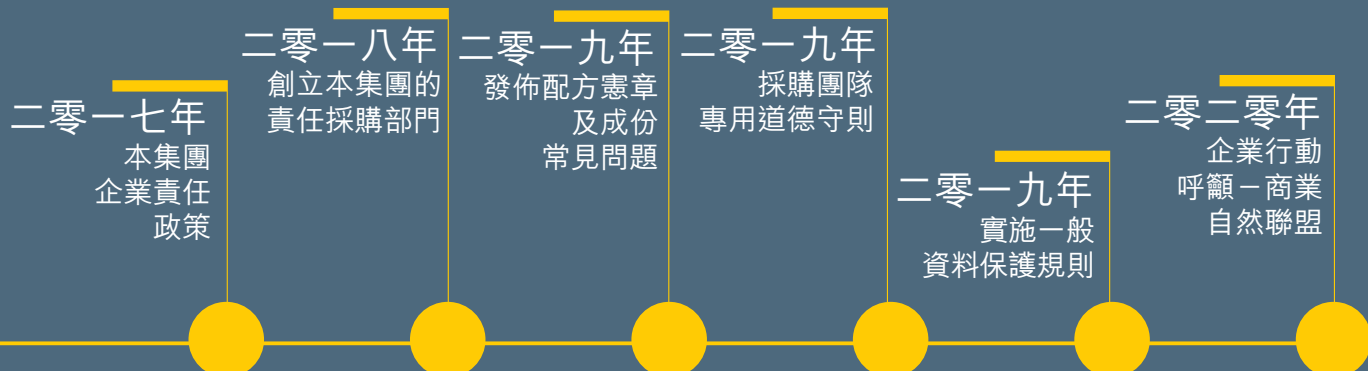 二零一七年
本集團
企業責任
政策
二零一八年
創立本集團的
責任採購部門
二零一九年
發佈配方憲章
及成份
常見問題
二零一九年
採購團隊
專用道德守則
二零一九年
實施一般
資料保護規則
二零二零年
企業行動
呼籲－商業
自然聯盟